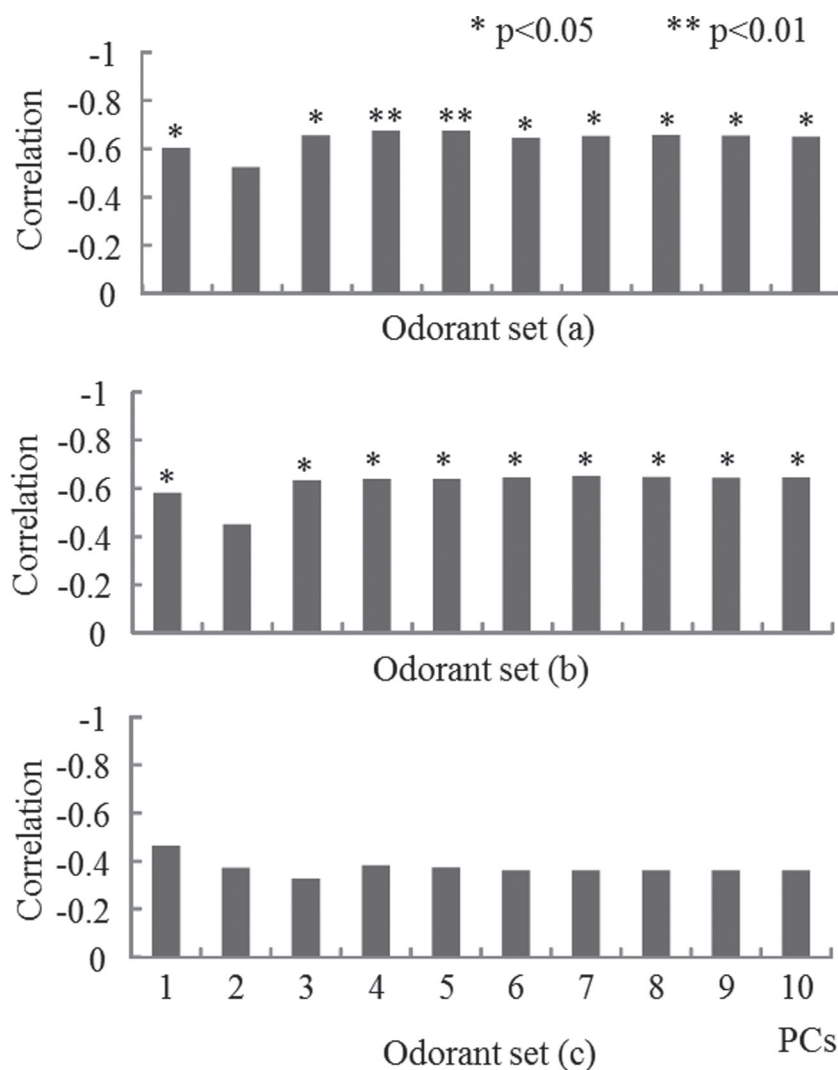 * p<0.05 ** p<0.01
-1
-0.8
-0.6
-0.4
-0.2
0
Correlation
* * ** ** * * * * *
Odorant set (a)
-1
-0.8
-0.6
-0.4
-0.2
0
Correlation
* * * * * * * * *
Odorant set (b)
-1
-0.8
-0.6
-0.4
-0.2
0
Correlation
1 2 3 4 5 6 7 8 9 10
PCs
Odorant set (c)